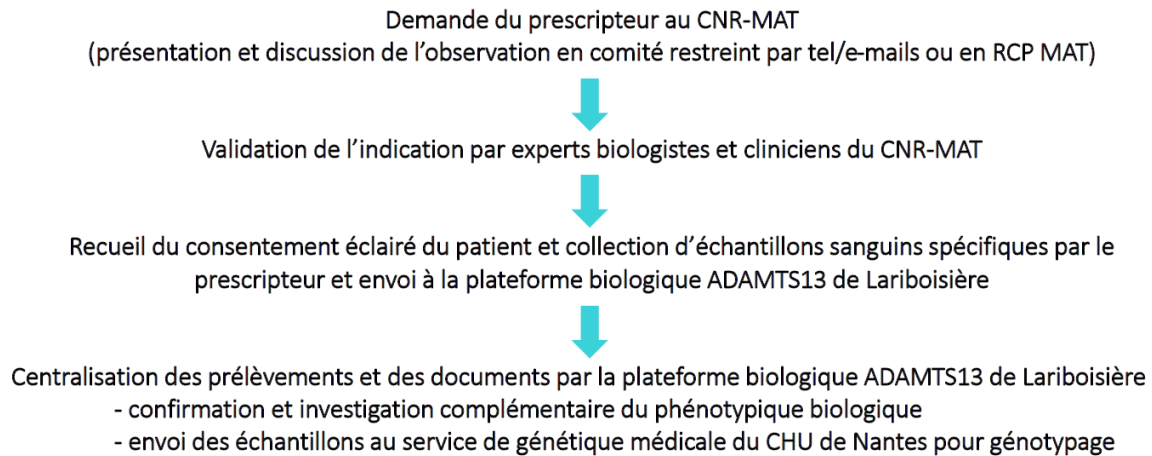 Demande du prescripteur au CNR-MAT
(présentation et discussion de l'observation en comité restreint par tel/e-mails ou en RCP MAT)
Validation de l'indication par experts biologistes et cliniciens du CNR-MAT
Recueil du consentement éclairé du patient et collection d'échantillons sanguins spécifiques par le
prescripteur et envoi à la plateforme biologique ADAMTS13 de Lariboisière
Centralisation des prélèvements et des documents par la plateforme biologique ADAMTS13 de Lariboisière
- confirmation et investigation complémentaire du phénotypique biologique
- envoi des échantillons au service de génétique médicale du CHU de Nantes pour génotypage